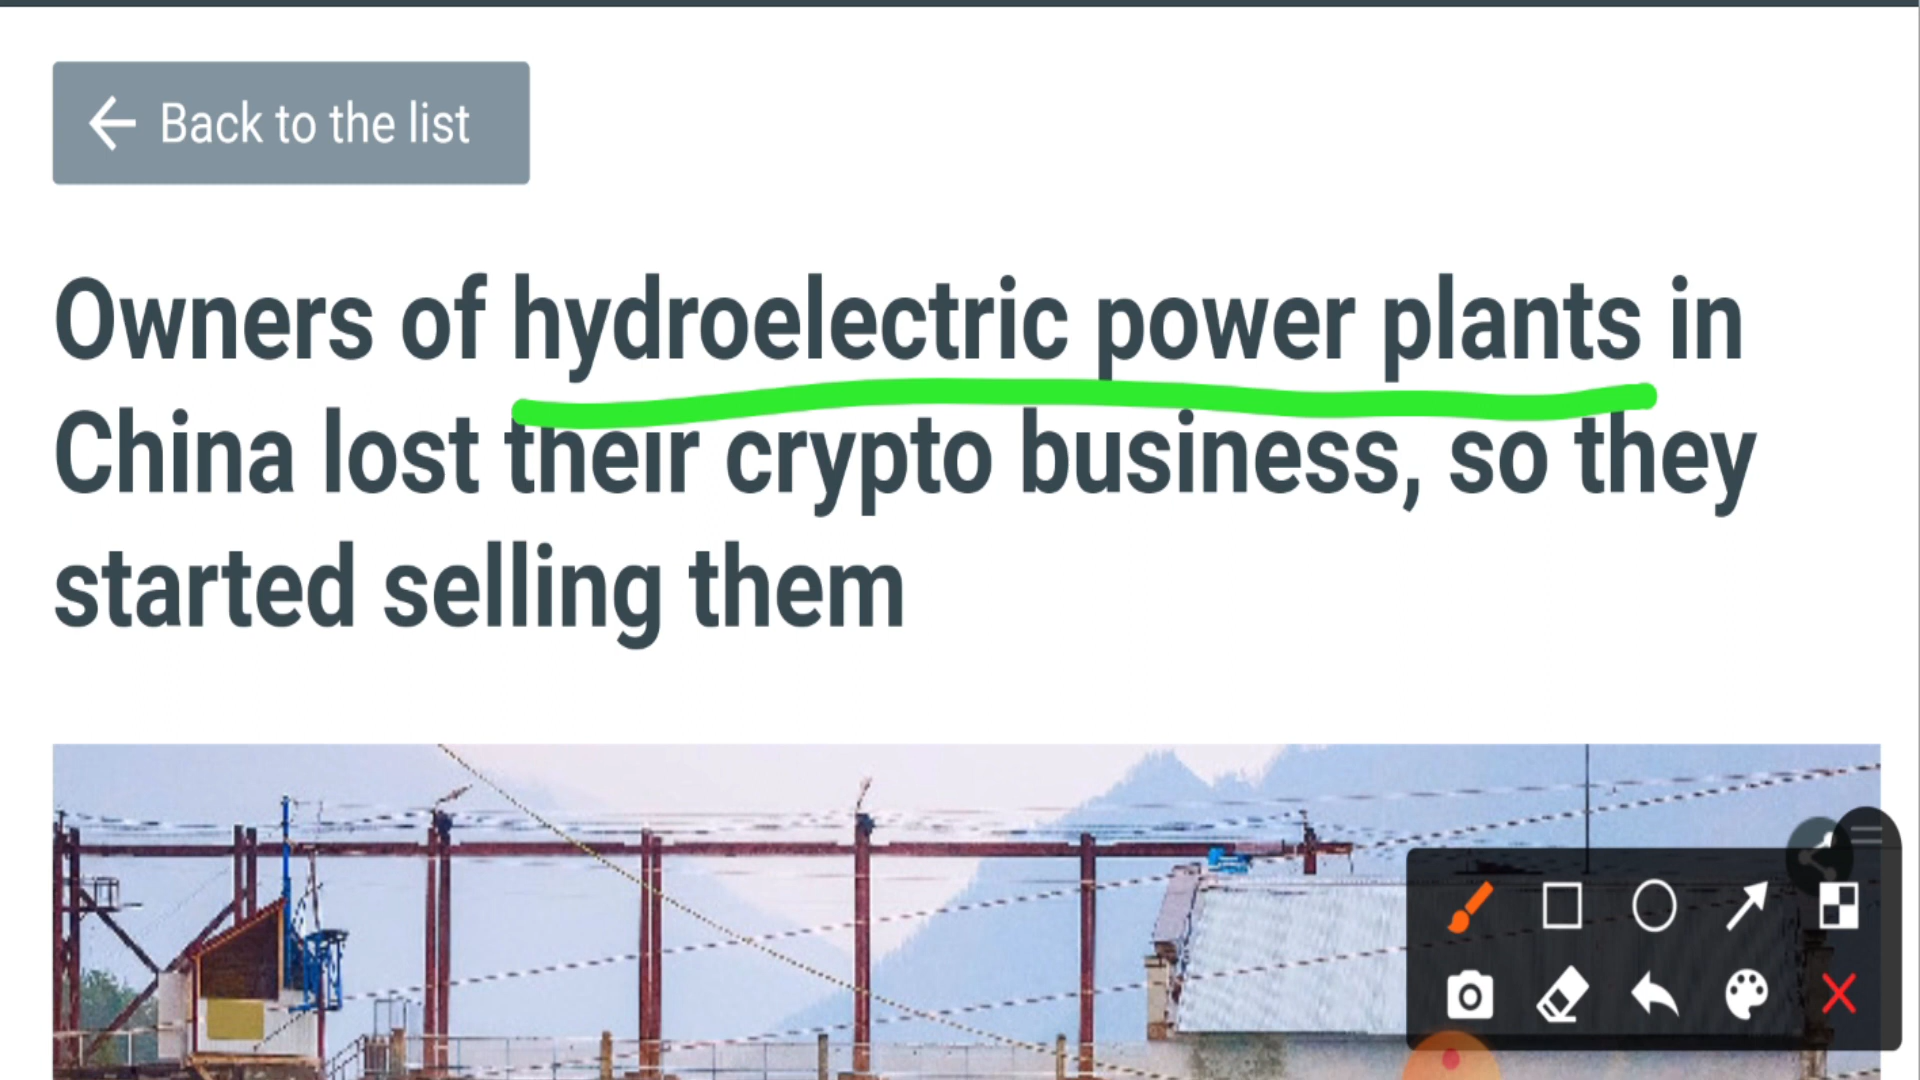 Back to the list
Owners of hydroelectric power plants in
China lost their crypto business, so they
started selling them